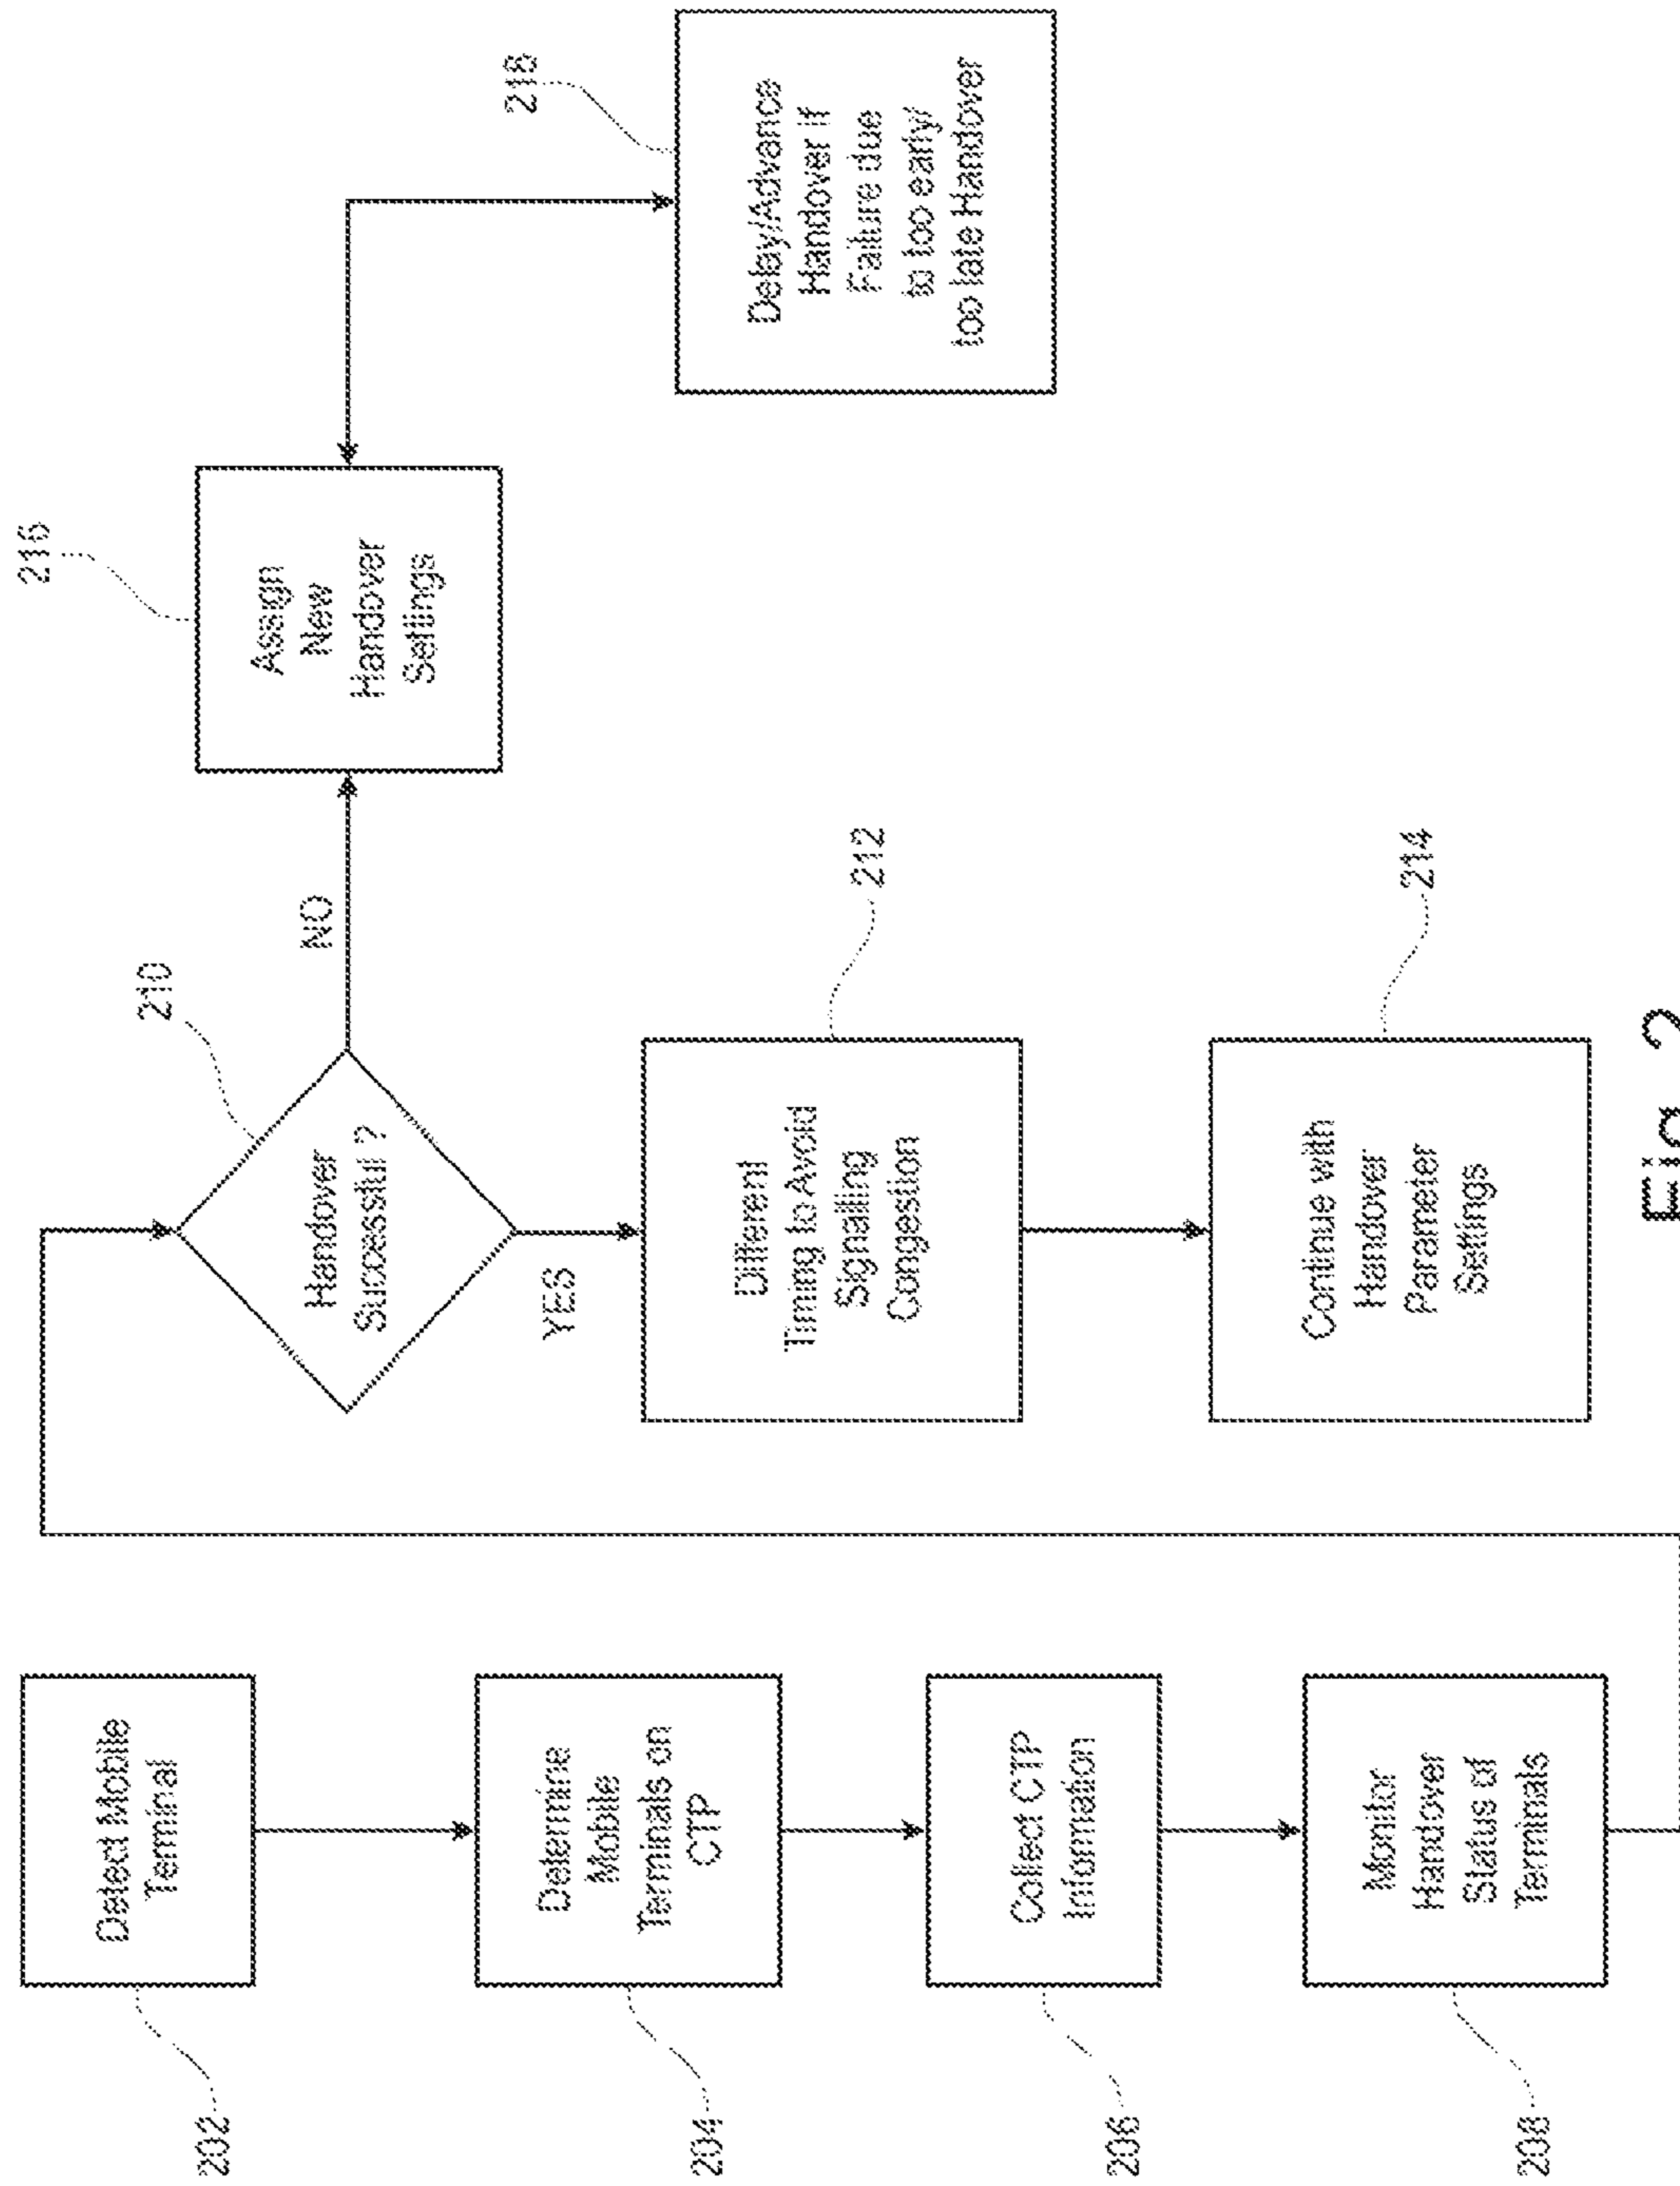 202
Detect Mobile
Terminal
204
Determine
Mobile
Terminals on
CTP
206
Collect CTP
Information
208
Monitor
Handover
Status of
Terminals
210
Handover
Successful ?
YES
NO
212
Different
Timing to Avoid
Signalling
Congestion
214
Continue with
Handover
Parameter
Settings
216
Assign
New
Handover
Settings
218
Delay/Advance
Handover if
Failure due
to too early/
too late Handover
Fig. 2